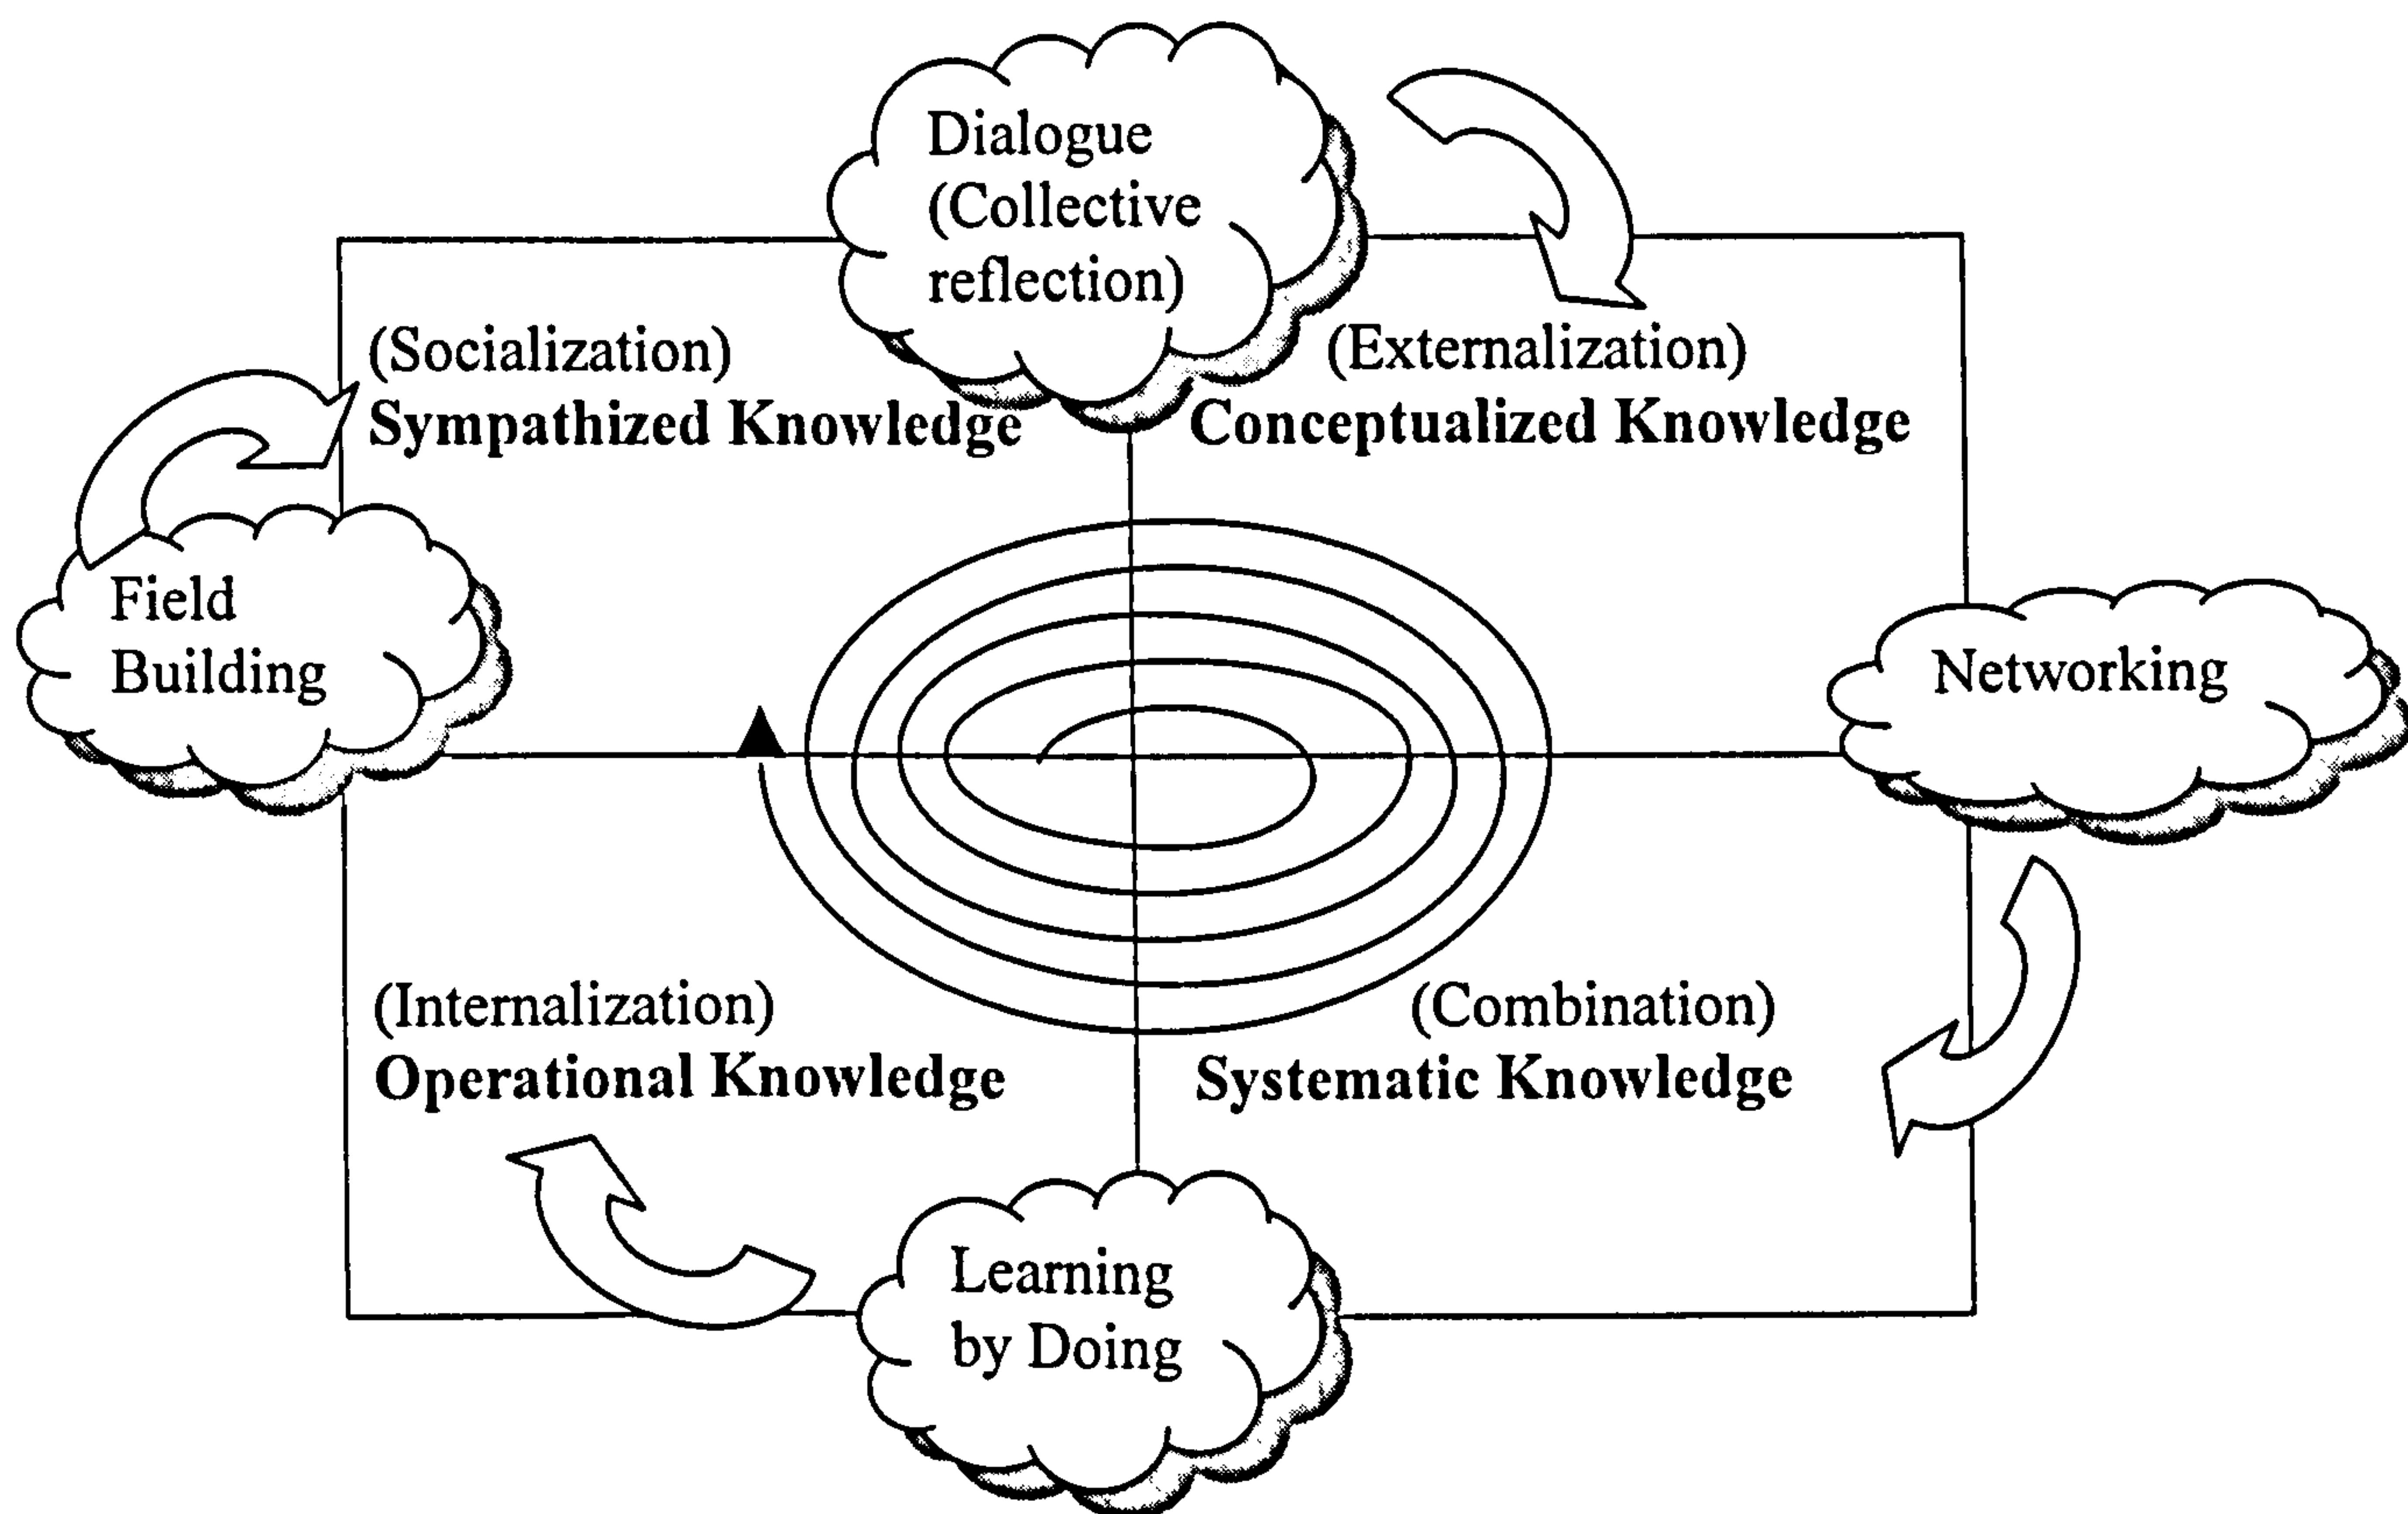 Dialogue
(Collective
reflection)
(Socialization)
Sympathized Knowledge
(Externalization)
Conceptualized Knowledge
Field
Building
Networking
(Internalization)
Operational Knowledge
(Combination)
Systematic Knowledge
Learning
by Doing